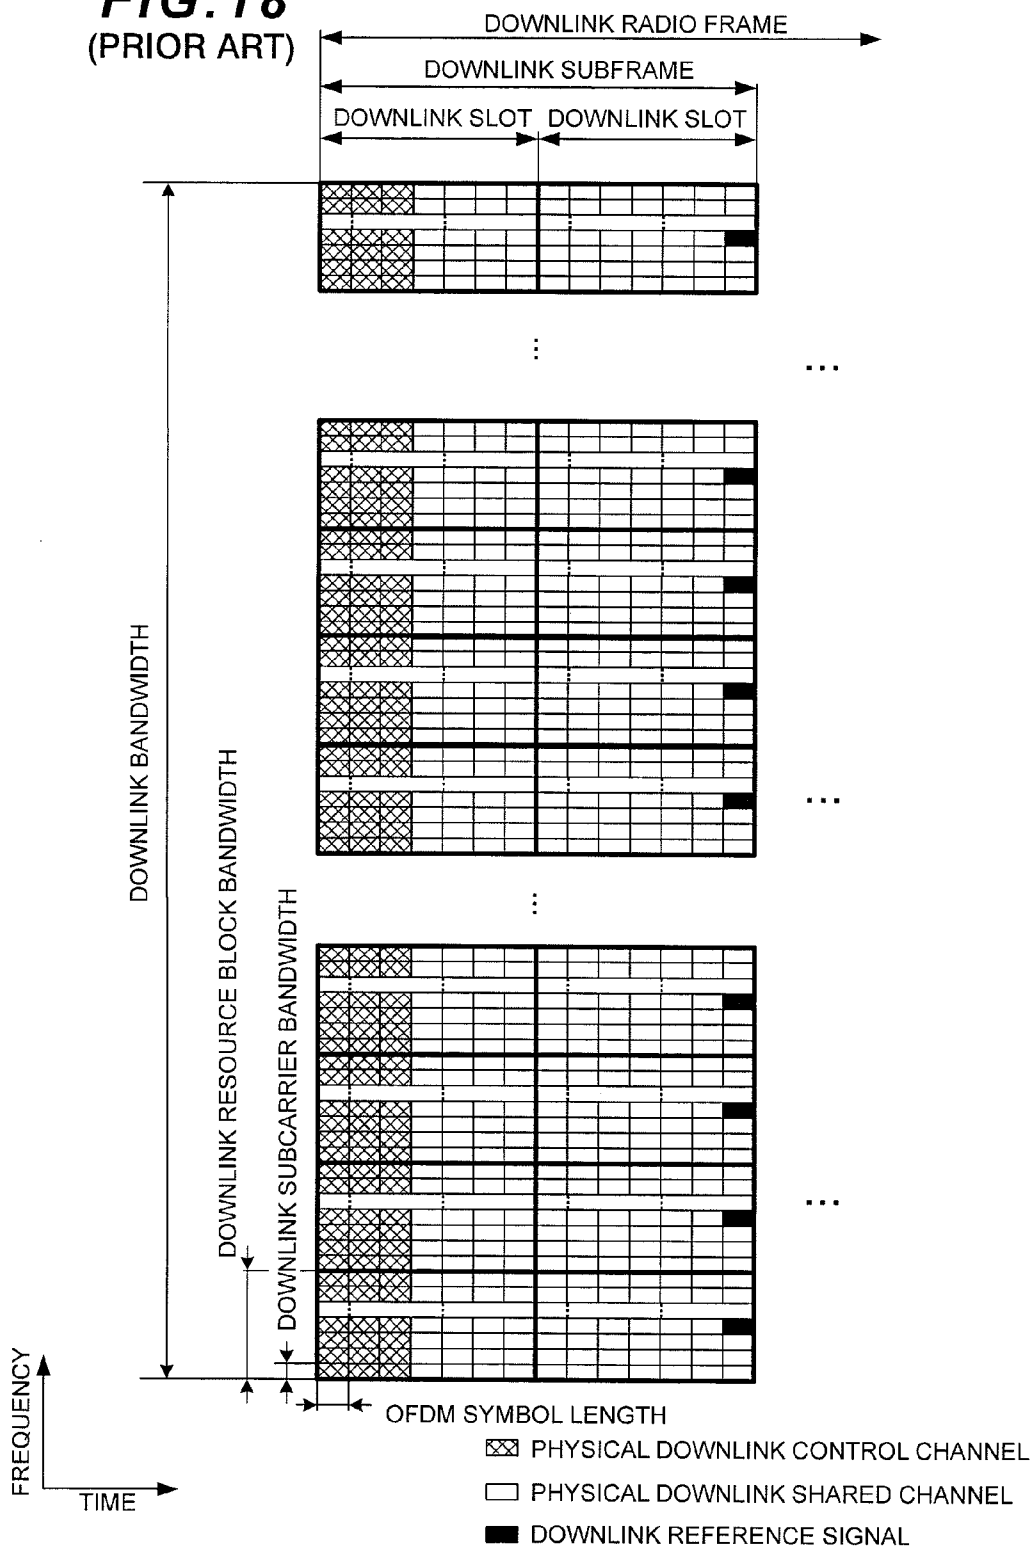 FIG. 18
(PRIOR ART)
DOWNLINK RADIO FRAME
DOWNLINK SUBFRAME
DOWNLINK SLOT DOWNLINK SLOT
DOWNLINK BANDWIDTH
DOWNLINK RESOURCE BLOCK BANDWIDTH
DOWNLINK SUBCARRIER BANDWIDTH
OFDM SYMBOL LENGTH
FREQUENCY
TIME
PHYSICAL DOWNLINK CONTROL CHANNEL
PHYSICAL DOWNLINK SHARED CHANNEL
DOWNLINK REFERENCE SIGNAL